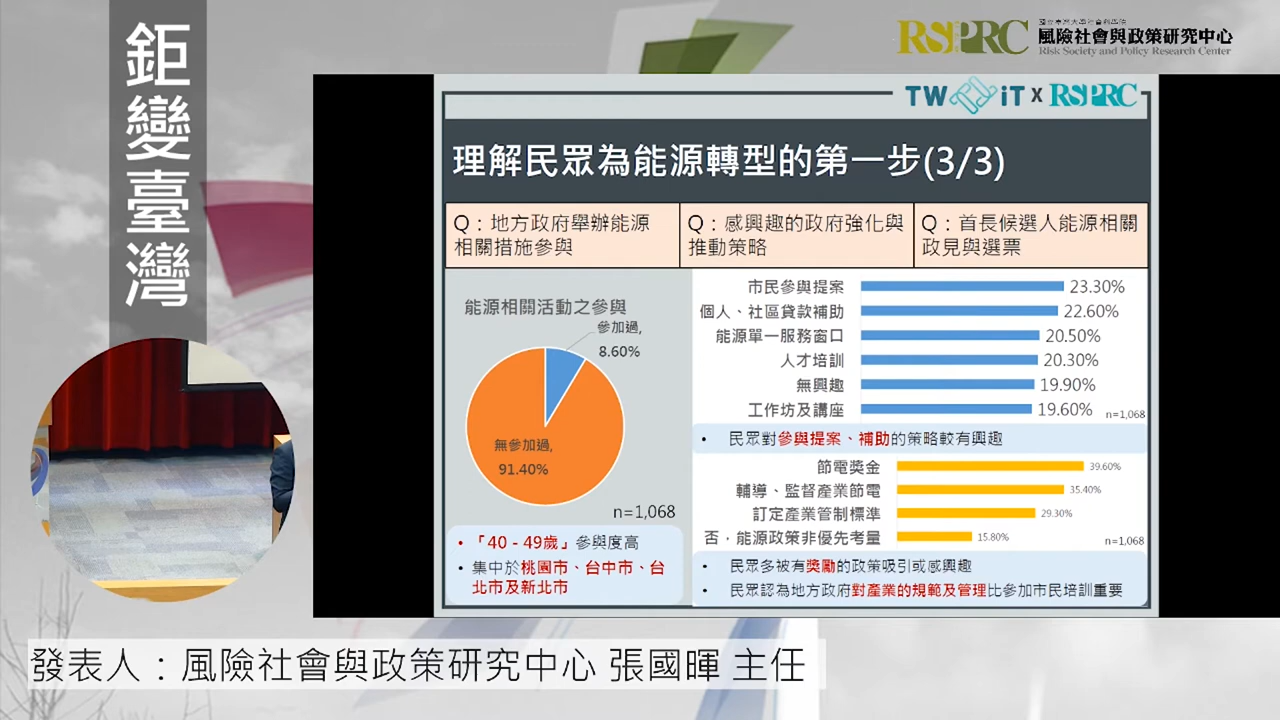 鉅變臺灣
RSPRC
風險社會與政策研究中心
Risk Society and Policy Research Center
TW iT X RSPRC
理解民眾為能源轉型的第一步(3/3)
Q：地方政府舉辦能源
相關措施參與
Q：感興趣的政府強化與
推動策略
Q：首長候選人能源相關
政見與選票
能源相關活動之參與
參加過,
8.60%
無參加過,
91.40%
n=1,068
•「40 - 49歲」參與度高
• 集中於桃園市、台中市、台
北市及新北市
市民參與提案 23.30%
個人、社區貸款補助 22.60%
能源單一服務窗口 20.50%
人才培訓 20.30%
無興趣 19.90%
工作坊及講座 19.60%
n=1,068
• 民眾對參與提案、補助的策略較有興趣
節電獎金 39.60%
輔導、監督產業節電 35.40%
訂定產業管制標準 29.30%
否，能源政策非優先考量 15.80%
n=1,068
• 民眾多被有獎勵的政策吸引或感興趣
• 民眾認為地方政府對產業的規範及管理比參加市民培訓重要
發表人：風險社會與政策研究中心 張國暉 主任